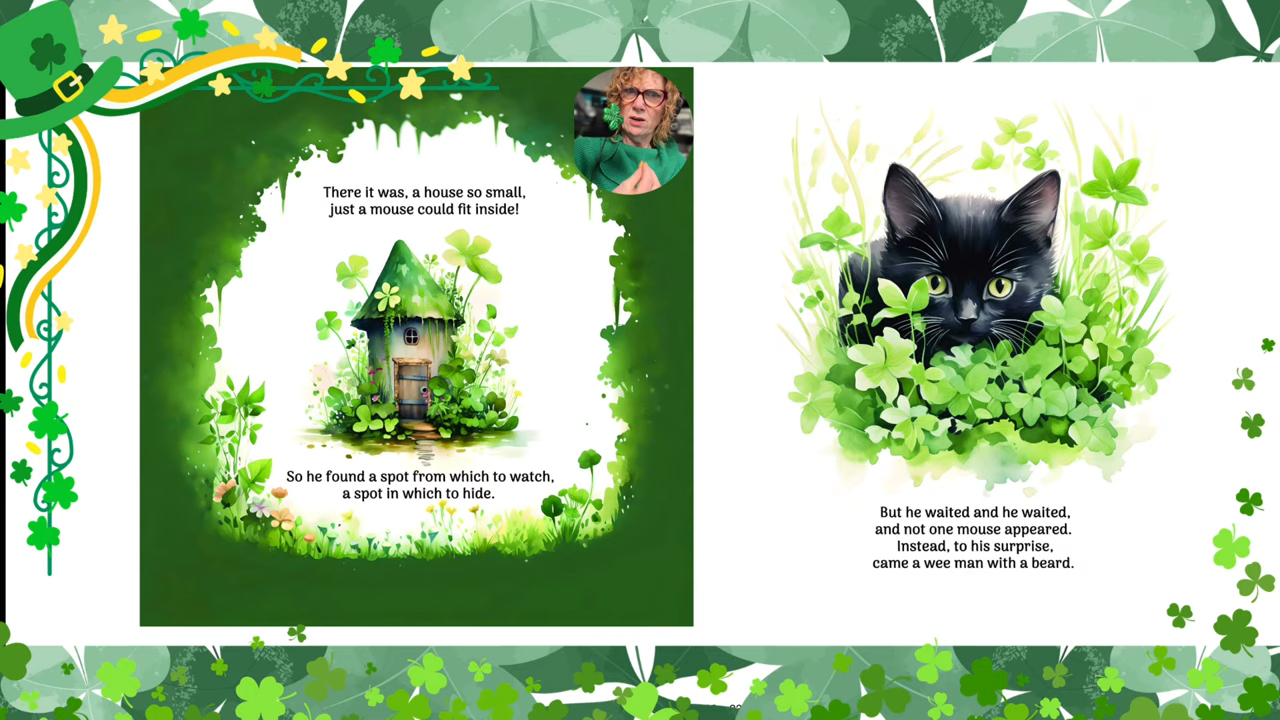 There it was, a house so small,
just a mouse could fit inside!
So he found a spot from which to watch,
a spot in which to hide.
But he waited and he waited,
and not one mouse appeared.
Instead, to his surprise,
came a wee man with a beard.